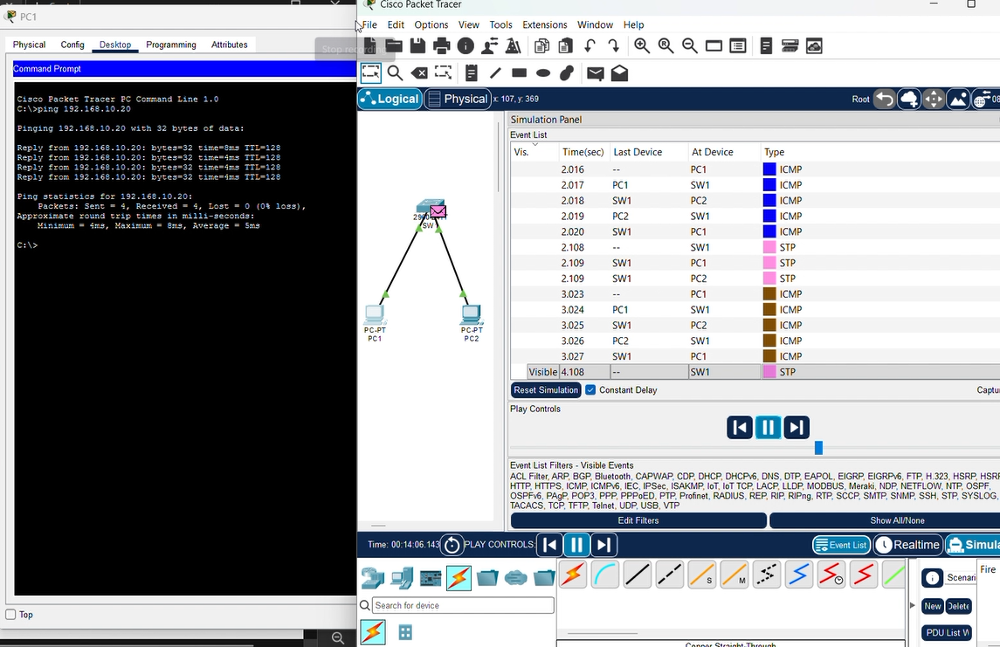 PC1
Physical Config Desktop Programming Attributes
Command Prompt
Cisco Packet Tracer PC Command Line 1.0
C:\>ping 192.168.10.20
Pinging 192.168.10.20 with 32 bytes of data:
Reply from 192.168.10.20: bytes=32 time=8ms TTL=128
Reply from 192.168.10.20: bytes=32 time=4ms TTL=128
Reply from 192.168.10.20: bytes=32 time=4ms TTL=128
Reply from 192.168.10.20: bytes=32 time=4ms TTL=128
Ping statistics for 192.168.10.20:
Packets: Sent = 4, Received = 4, Lost = 0 (0% loss),
Approximate round trip times in milli-seconds:
Minimum = 4ms, Maximum = 8ms, Average = 5ms
C:\>
Top
Cisco Packet Tracer
File Edit Options View Tools Extensions Window Help
Logical Physical x: 107, y: 369 Root
SW1
PC-PT
PC1
PC-PT
PC2
Simulation Panel
Event List
Vis. Time(sec) Last Device At Device Type
2.016 -- PC1 ICMP
2.017 PC1 SW1 ICMP
2.018 SW1 PC2 ICMP
2.019 PC2 SW1 ICMP
2.020 SW1 PC1 ICMP
2.108 -- SW1 STP
2.109 SW1 PC1 STP
2.109 SW1 PC2 STP
3.023 -- PC1 ICMP
3.024 PC1 SW1 ICMP
3.025 SW1 PC2 ICMP
3.026 PC2 SW1 ICMP
3.027 SW1 PC1 ICMP
Visible 4.108 -- SW1 STP
Reset Simulation Constant Delay Captu
Play Controls
Event List Filters - Visible Events
ACL Filter, ARP, BGP, Bluetooth, CAPWAP, CDP, DHCP, DHCPv6, DNS, DTP, EAPOL, EIGRP, EIGRPv6, FTP, H.323, HSRP, HSR
HTTP, HTTPS, ICMP, ICMPv6, IEC, IPSec, ISAKMP, IoT, IoT TCP, LACP, LLDP, MODBUS, Meraki, NDP, NETFLOW, NTP, OSPF,
OSPFv6, PAgP, POP3, PPP, PPPoED, PTP, Profinet, RADIUS, REP, RIP, RIPng, RTP, SCCP, SMTP, SNMP, SSH, STP, SYSLOG,
TACACS, TCP, TFTP, Telnet, UDP, USB, VTP
Edit Filters Show All/None
Time: 00:14:06.143 PLAY CONTROLS: Event List Realtime Simula
S M
Search for device
Scenari Fire
New Delete
PDU List W
Copper Straight-Through